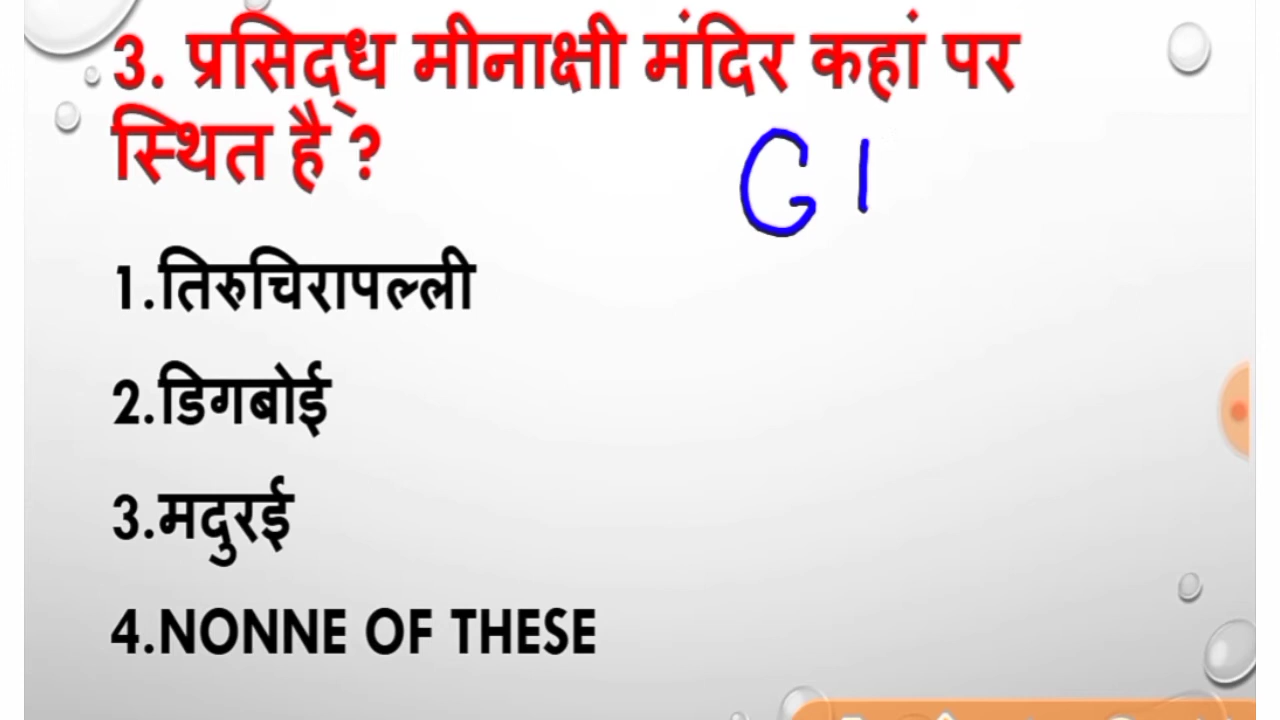 3. प्रसिद्ध मीनाक्षी मंदिर कहां पर
स्थित है ?
G I
1.तिरुचिरापल्ली
2.डिगबोई
3.मदुरई
4.NONNE OF THESE